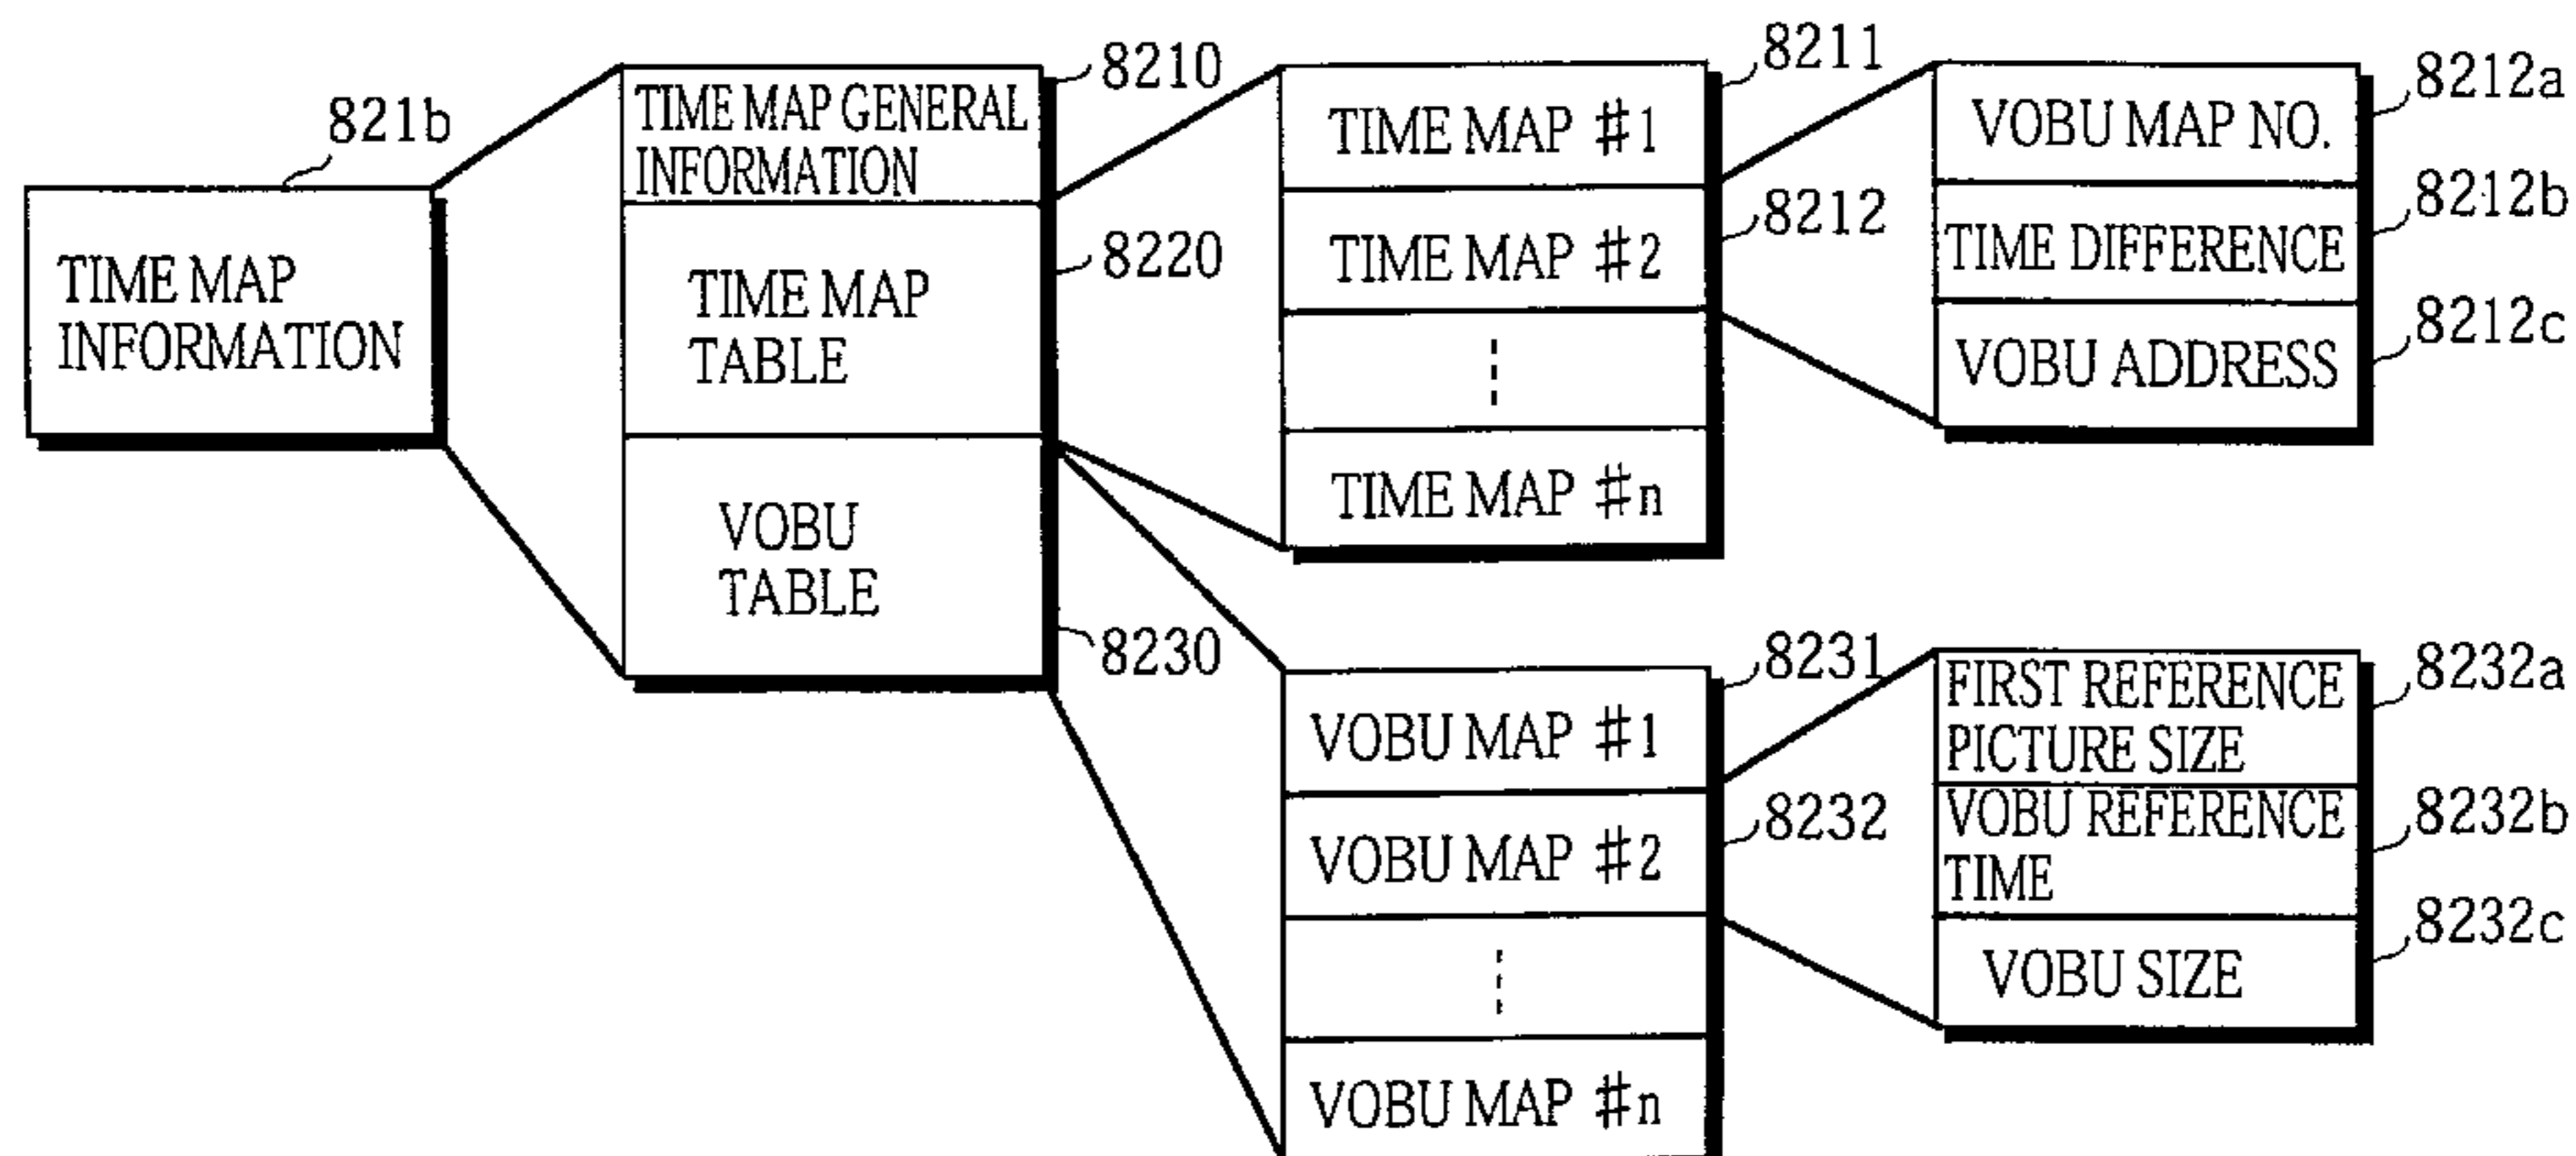 821b
TIME MAP
INFORMATION
8210
TIME MAP GENERAL
INFORMATION
8220
TIME MAP
TABLE
VOBU
TABLE
8230
8211
TIME MAP #1
8212
TIME MAP #2
TIME MAP #n
8212a
VOBU MAP NO.
8212b
TIME DIFFERENCE
8212c
VOBU ADDRESS
8231
VOBU MAP #1
8232
VOBU MAP #2
VOBU MAP #n
8232a
FIRST REFERENCE
PICTURE SIZE
8232b
VOBU REFERENCE
TIME
8232c
VOBU SIZE